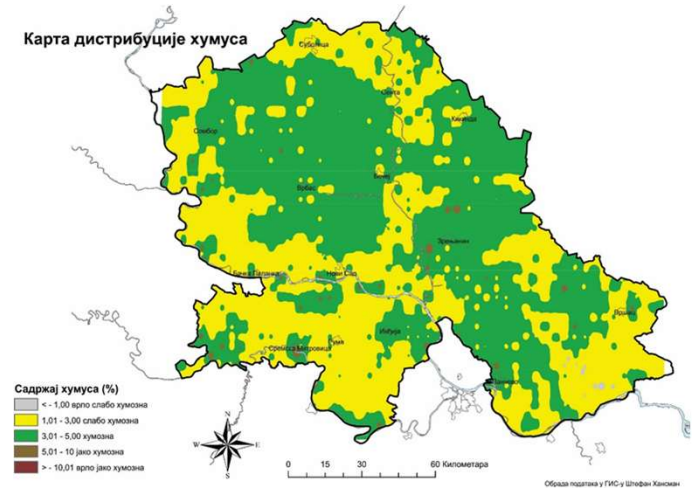 Карта дистрибуције хумуса
Суботица
Сента
Кикинда
Сомбор
Бечеј
Врбас
Зрењанин
Бачка Паланка
Нови Сад
Вршац
Инђија
Рума
Сремска Митровица
Панчево
Садржај хумуса (%)
< - 1,00 врло слабо хумозна
1,01 - 3,00 слабо хумозна
3,01 - 5,00 хумозна
5,01 - 10 јако хумозна
> - 10,01 врло јако хумозна
N
W
E
S
0 15 30 60 Километара
Обрада података у ГИС-у Штефан Хансман